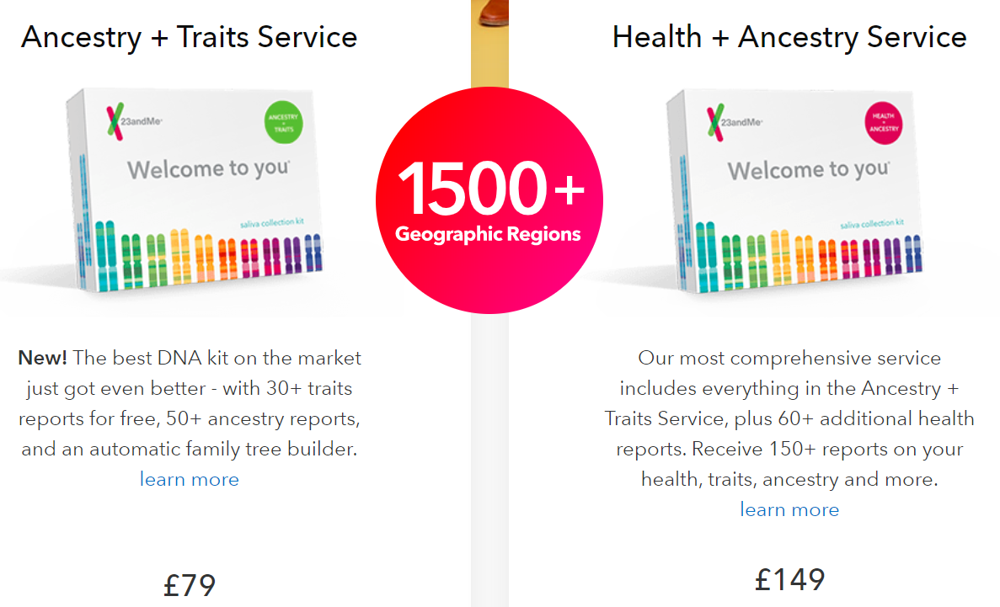 Ancestry + Traits Service
23andMe
ANCESTRY
+
TRAITS
Welcome to you
saliva collection kit
New! The best DNA kit on the market
just got even better - with 30+ traits
reports for free, 50+ ancestry reports,
and an automatic family tree builder.
learn more
£79
1500+
Geographic Regions
Health + Ancestry Service
23andMe
HEALTH
+
ANCESTRY
Welcome to you
saliva collection kit
Our most comprehensive service
includes everything in the Ancestry +
Traits Service, plus 60+ additional health
reports. Receive 150+ reports on your
health, traits, ancestry and more.
learn more
£149